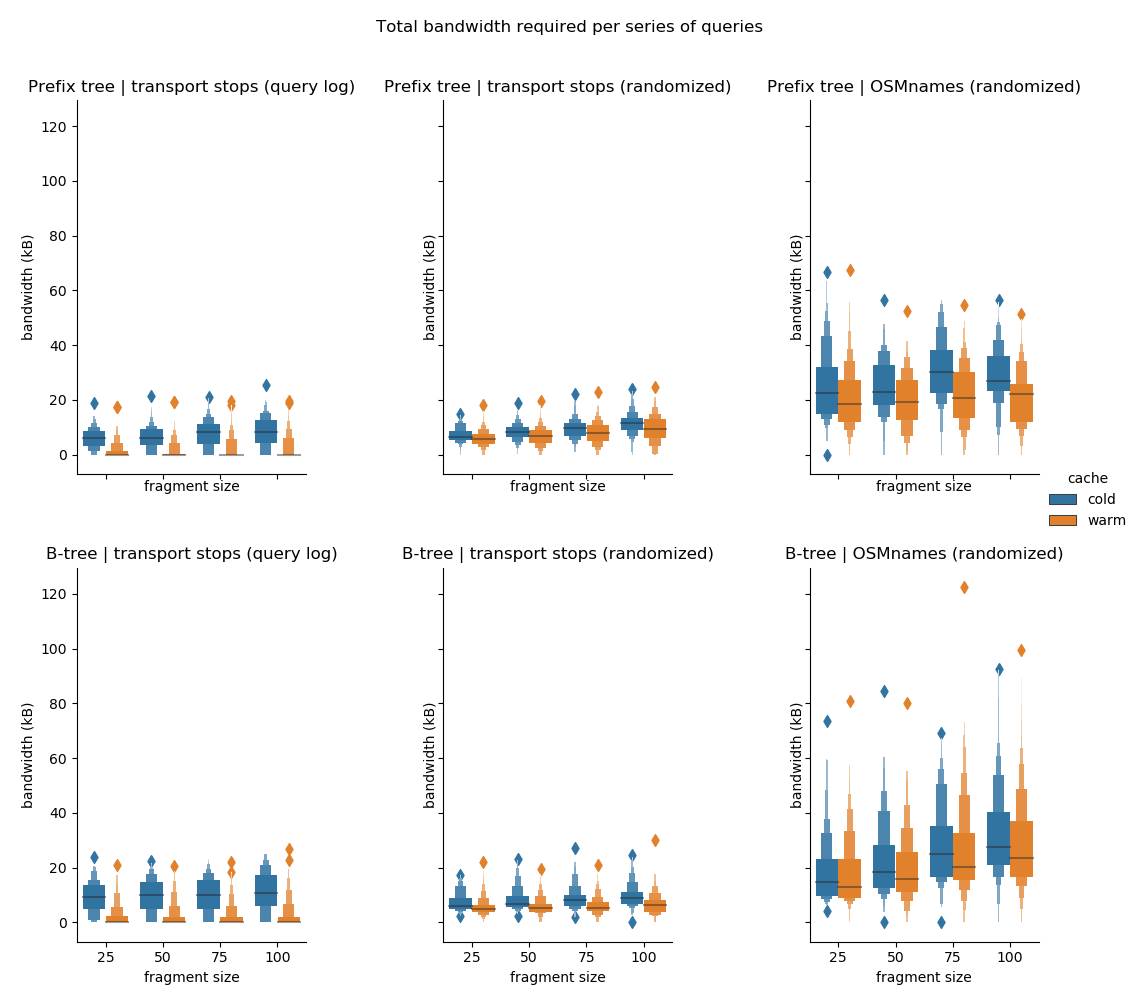 Total bandwidth required per series of queries
Prefix tree | transport stops (query log)
Prefix tree | transport stops (randomized)
Prefix tree | OSMnames (randomized)
120
100
80
60
40
20
0
bandwidth (kB)
bandwidth (kB)
bandwidth (kB)
fragment size
fragment size
fragment size
cache
cold
warm
B-tree | transport stops (query log)
B-tree | transport stops (randomized)
B-tree | OSMnames (randomized)
120
100
80
60
40
20
0
bandwidth (kB)
bandwidth (kB)
bandwidth (kB)
25 50 75 100
25 50 75 100
25 50 75 100
fragment size
fragment size
fragment size